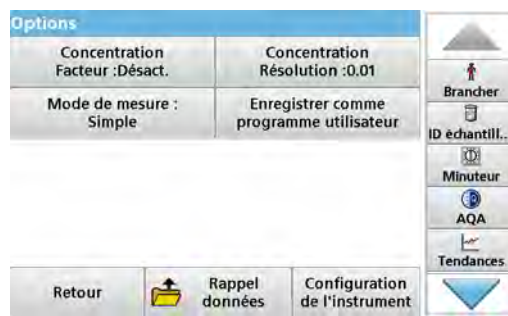 Options
Concentration
Facteur :Désact.
Concentration
Résolution :0.01
Mode de mesure :
Simple
Enregistrer comme
programme utilisateur
Retour
Rappel
données
Configuration
de l'instrument
Brancher
ID échantill..
Minuteur
AQA
Tendances